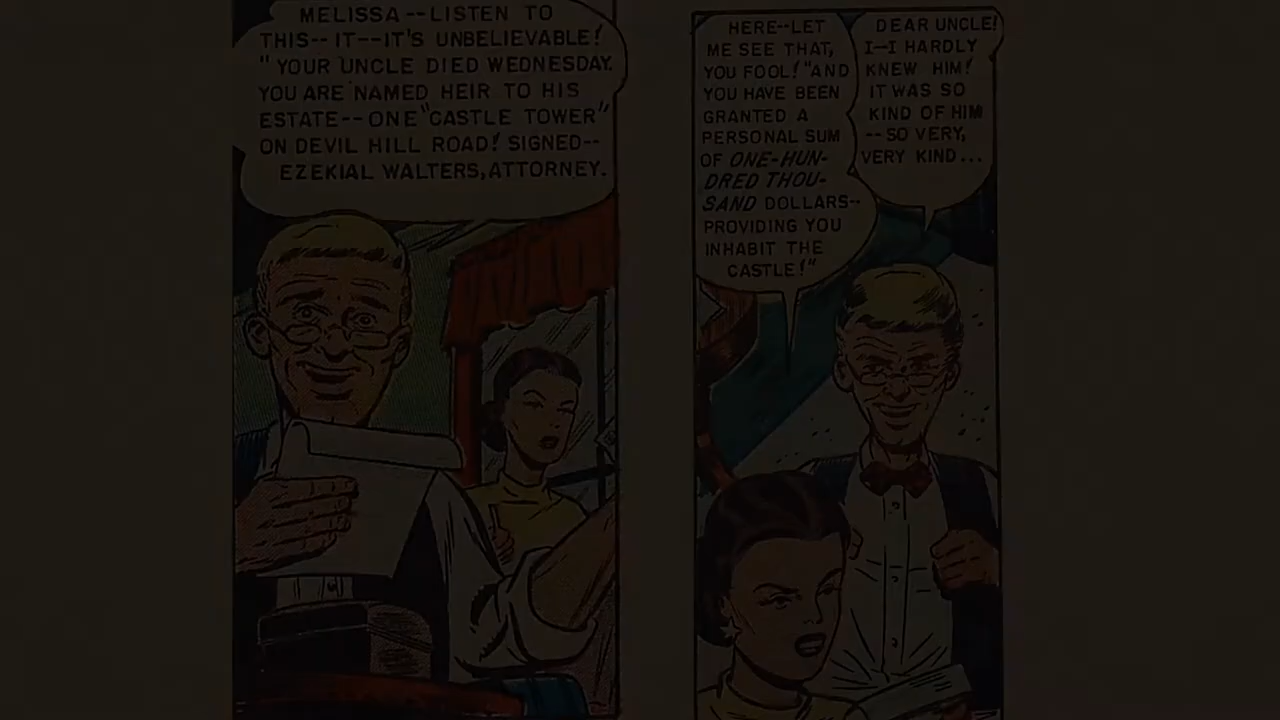 MELISSA--LISTEN TO
THIS--IT--IT'S UNBELIEVABLE!
"YOUR UNCLE DIED WEDNESDAY.
YOU ARE NAMED HEIR TO HIS
ESTATE--ONE "CASTLE TOWER"
ON DEVIL HILL ROAD! SIGNED--
EZEKIAL WALTERS, ATTORNEY.
HERE--LET
ME SEE THAT,
YOU FOOL! "AND
YOU HAVE BEEN
GRANTED A
PERSONAL SUM
OF ONE-HUN-
DRED THOU-
SAND DOLLARS--
PROVIDING YOU
INHABIT THE
CASTLE!"
DEAR UNCLE!
I--I HARDLY
KNEW HIM!
IT WAS SO
KIND OF HIM
--SO VERY,
VERY KIND...